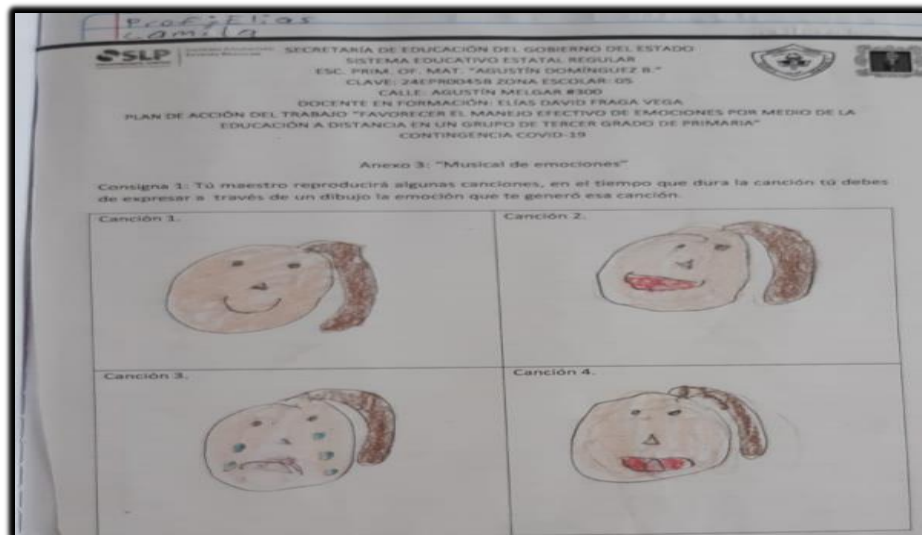 Prof; Elias
Camila
SLP
SECRETARÍA DE EDUCACIÓN DEL GOBIERNO DEL ESTADO
SISTEMA EDUCATIVO ESTATAL REGULAR
ESC. PRIM. OF. MAT. "AGUSTÍN DOMÍNGUEZ B."
CLAVE: 24EPR0045B ZONA ESCOLAR: 05
CALLE: AGUSTÍN MELGAR #300
DOCENTE EN FORMACIÓN: ELÍAS DAVID FRAGA VEGA
PLAN DE ACCIÓN DEL TRABAJO "FAVORECER EL MANEJO EFECTIVO DE EMOCIONES POR MEDIO DE LA
EDUCACIÓN A DISTANCIA EN UN GRUPO DE TERCER GRADO DE PRIMARIA"
CONTINGENCIA COVID-19
Anexo 3: "Musical de emociones"
Consigna 1: Tú maestro reproducirá algunas canciones, en el tiempo que dura la canción tú debes
de expresar a través de un dibujo la emoción que te generó esa canción.
Canción 1.
Canción 2.
Canción 3.
Canción 4.